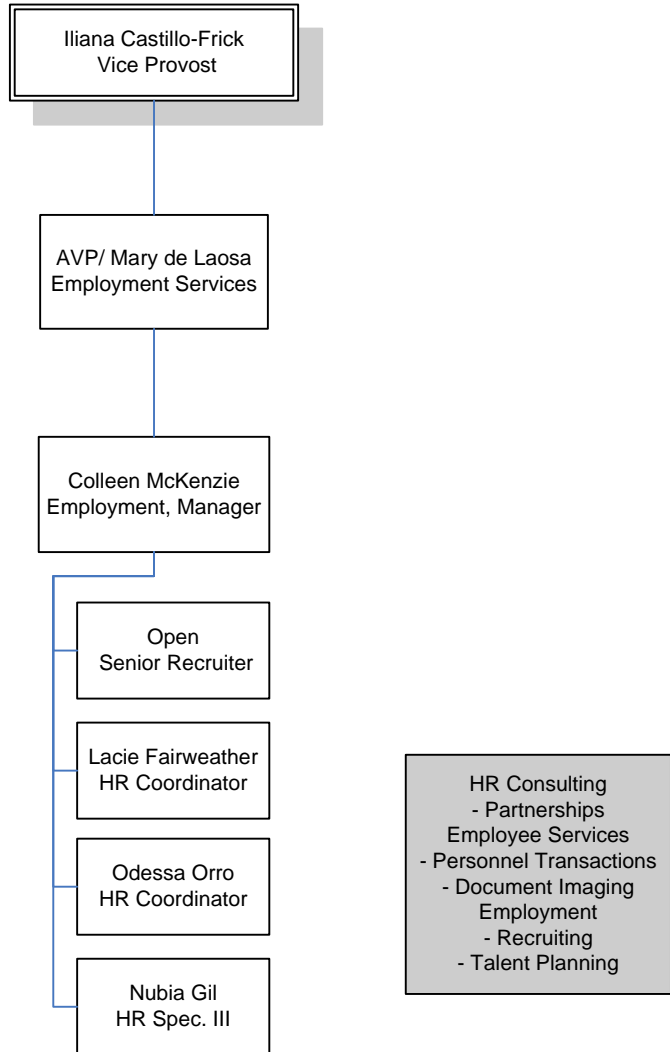 Iliana Castillo-Frick
Vice Provost
AVP/ Mary de Laosa
Employment Services
Colleen McKenzie
Employment, Manager
Open
Senior Recruiter
Lacie Fairweather
HR Coordinator
Odessa Orro
HR Coordinator
Nubia Gil
HR Spec. III
HR Consulting
- Partnerships
Employee Services
- Personnel Transactions
- Document Imaging
Employment
- Recruiting
- Talent Planning